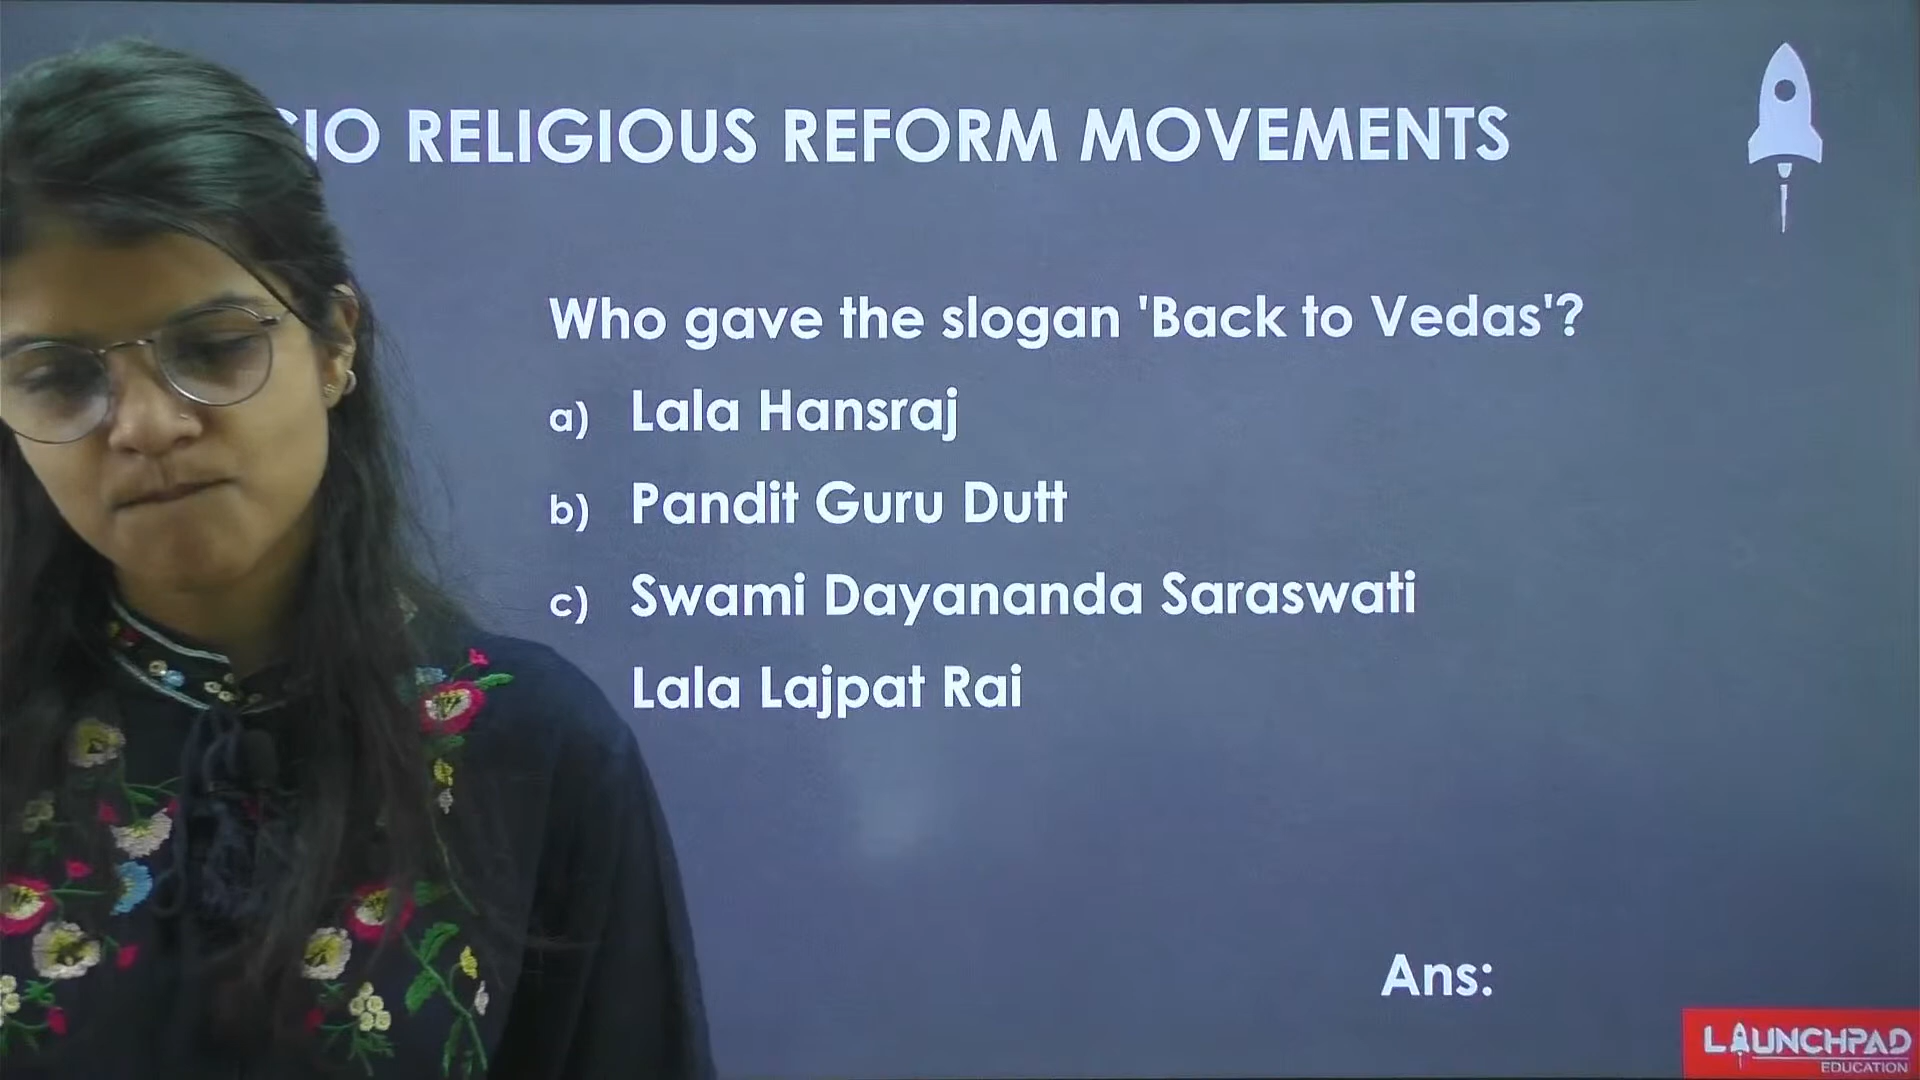 RELIGIOUS REFORM MOVEMENTS
Who gave the slogan 'Back to Vedas'?
a) Lala Hansraj
b) Pandit Guru Dutt
c) Swami Dayananda Saraswati
Lala Lajpat Rai
Ans:
LAUNCHPAD
EDUCATION